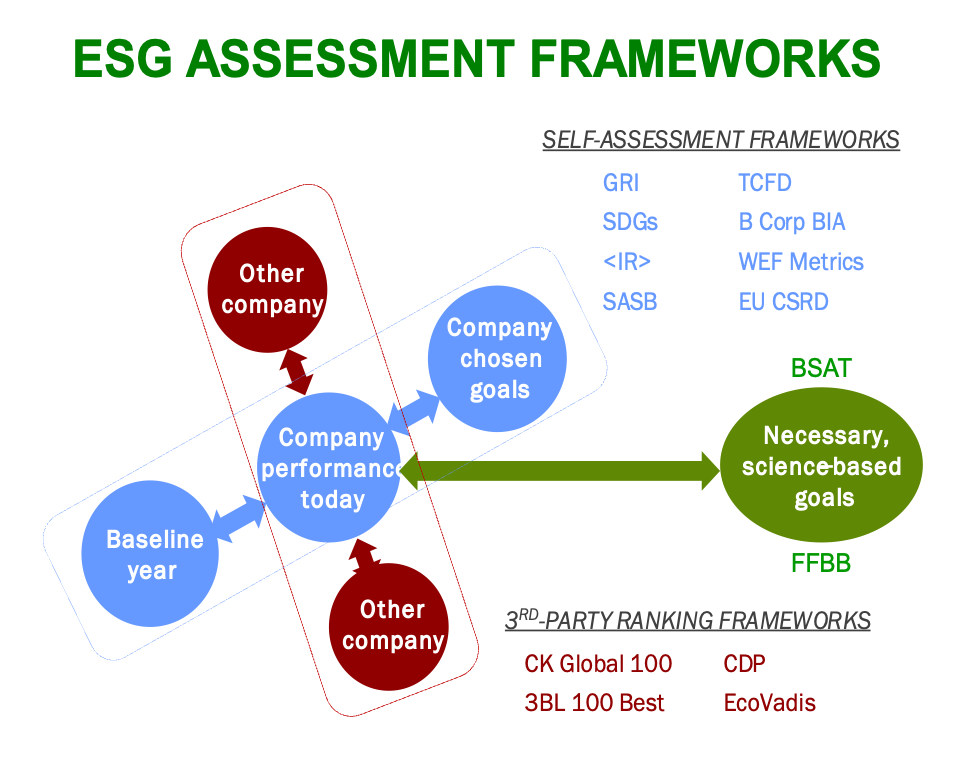 ESG ASSESSMENT FRAMEWORKS
SELF-ASSESSMENT FRAMEWORKS
GRI TCFD
SDGs B Corp BIA
<IR> WEF Metrics
SASB EU CSRD
Other
company
Company-
chosen
goals
Company
performance
today
Baseline
year
Other
company
BSAT
Necessary,
science-based
goals
FFBB
3RD-PARTY RANKING FRAMEWORKS
CK Global 100 CDP
3BL 100 Best EcoVadis